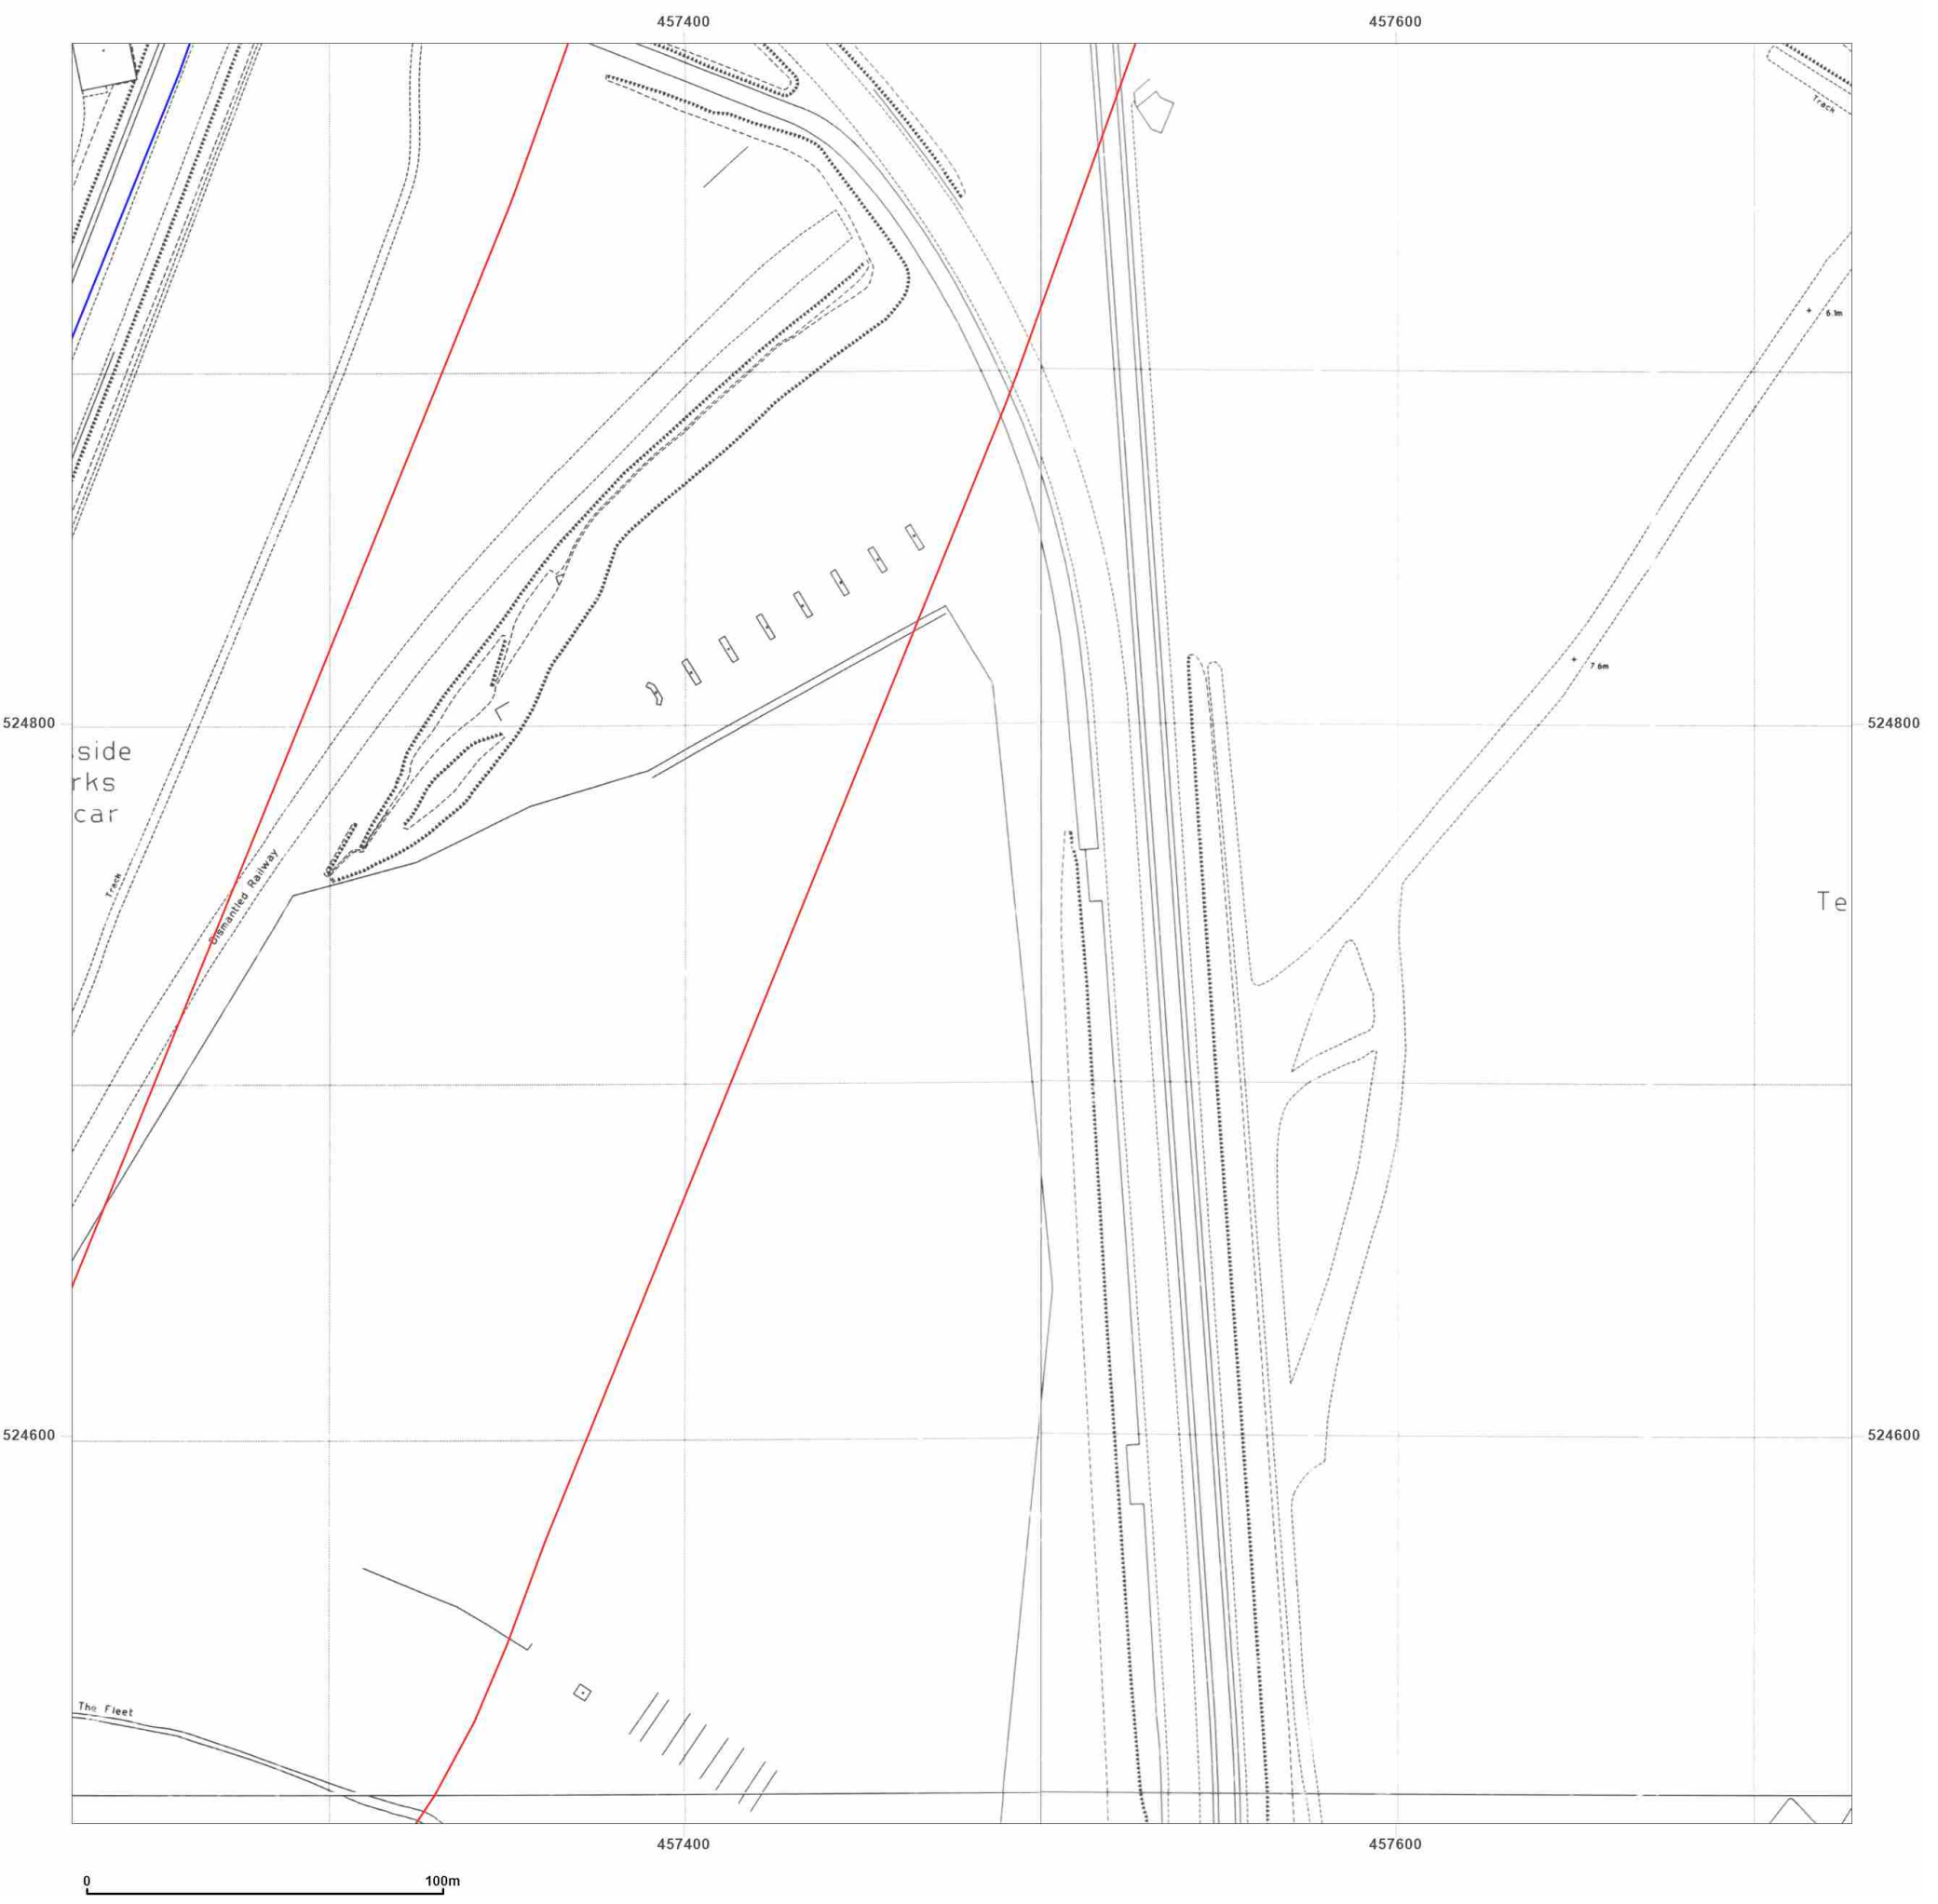 457400 457600
Track
6.1m
7.6m
524800 524800
side
rks
car
Track
Dismantled Railway
Te
524600 524600
The Fleet
457400 457600
0 100m